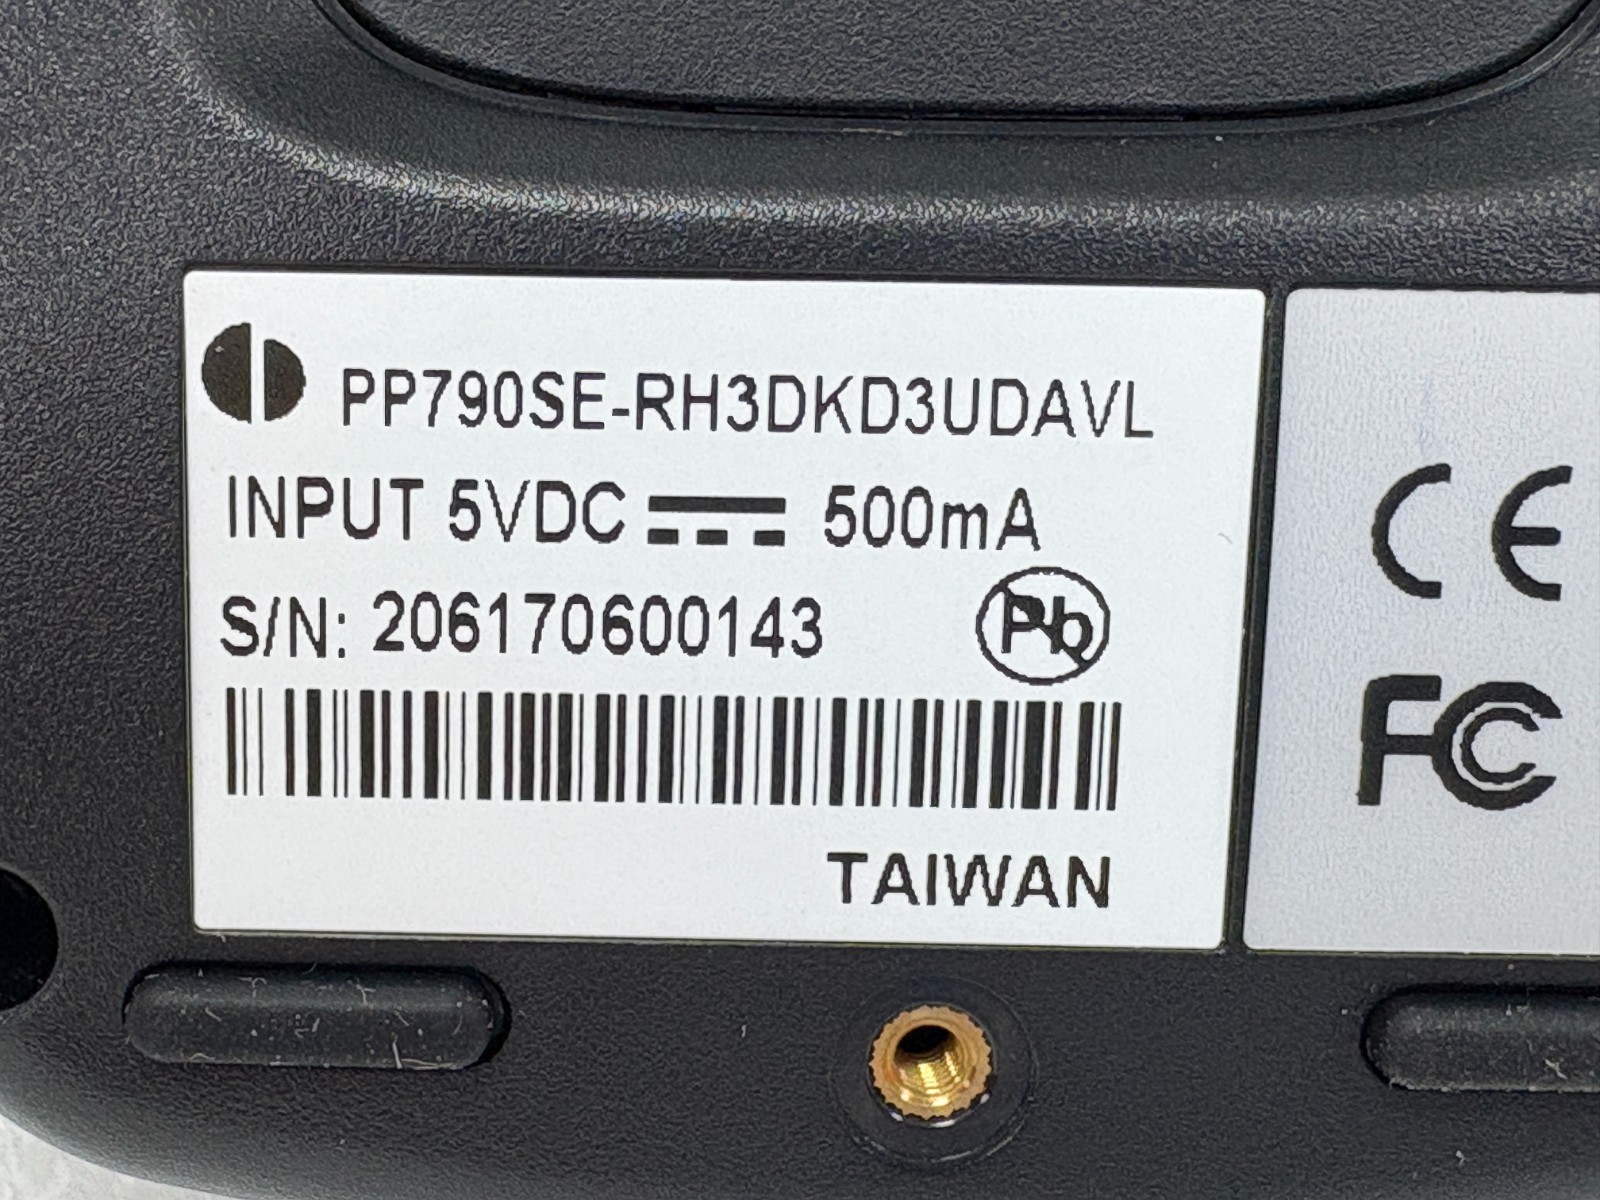 PP790SE-RH3DKD3UDAVL
INPUT 5VDC 500mA
S/N: 206170600143
Pb
TAIWAN
CE
FC